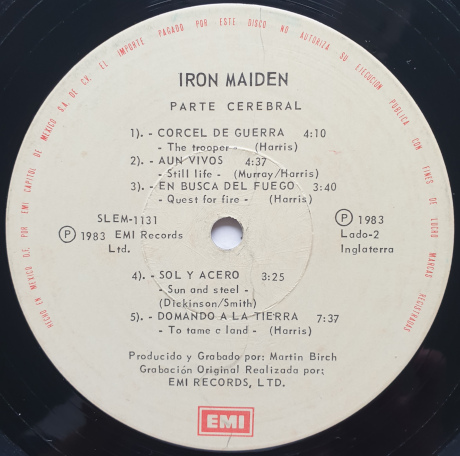 EL IMPORTE PAGADO POR ESTE DISCO NO AUTORIZA SU EJECUCION PUBLICA CON FINES DE LUCRO MARCAS REGISTRADAS
HECHO EN MEXICO D.F. POR EMI CAPITOL DE MEXICO S.A. DE C.V.
IRON MAIDEN
PARTE CEREBRAL
1). - CORCEL DE GUERRA 4:10
- The trooper - (Harris)
2). - AUN VIVOS 4:37
- Still life - (Murray/Harris)
3). - EN BUSCA DEL FUEGO 3:40
- Quest for fire - (Harris)
SLEM-1131
Ⓟ 1983 EMI Records
Ltd.
Ⓟ 1983
Lado-2
Inglaterra
4). - SOL Y ACERO 3:25
- Sun and steel -
(Dickinson/Smith)
5). - DOMANDO A LA TIERRA 7:37
- To tame a land - (Harris)
Producido y Grabado por: Martin Birch
Grabación Original Realizada por:
EMI RECORDS, LTD.
EMI